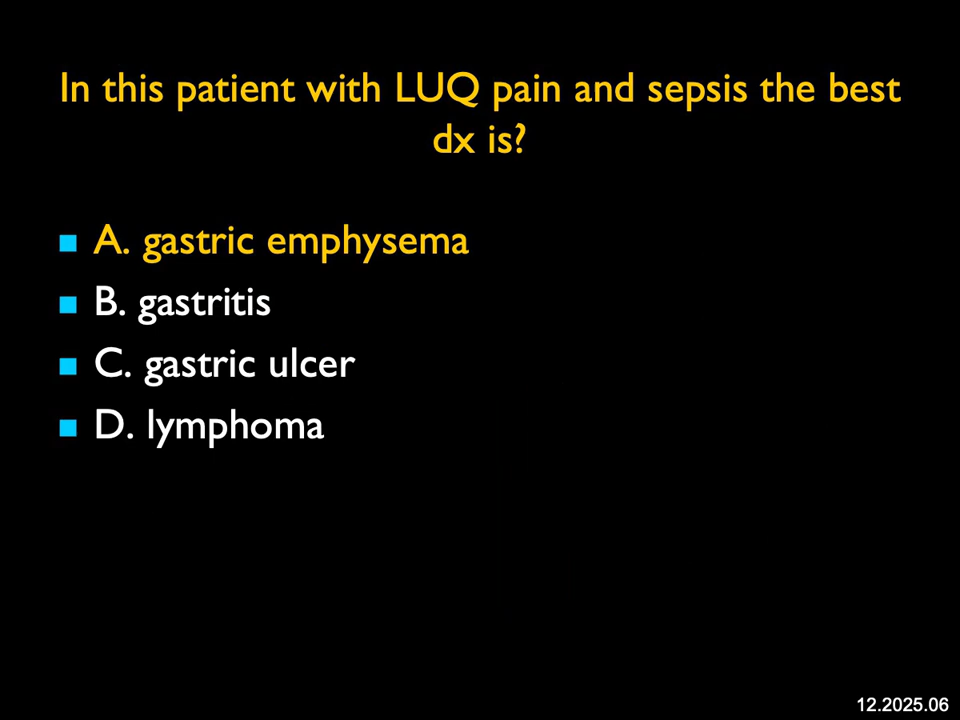 In this patient with LUQ pain and sepsis the best
dx is?
A. gastric emphysema
B. gastritis
C. gastric ulcer
D. lymphoma
12.2025.06